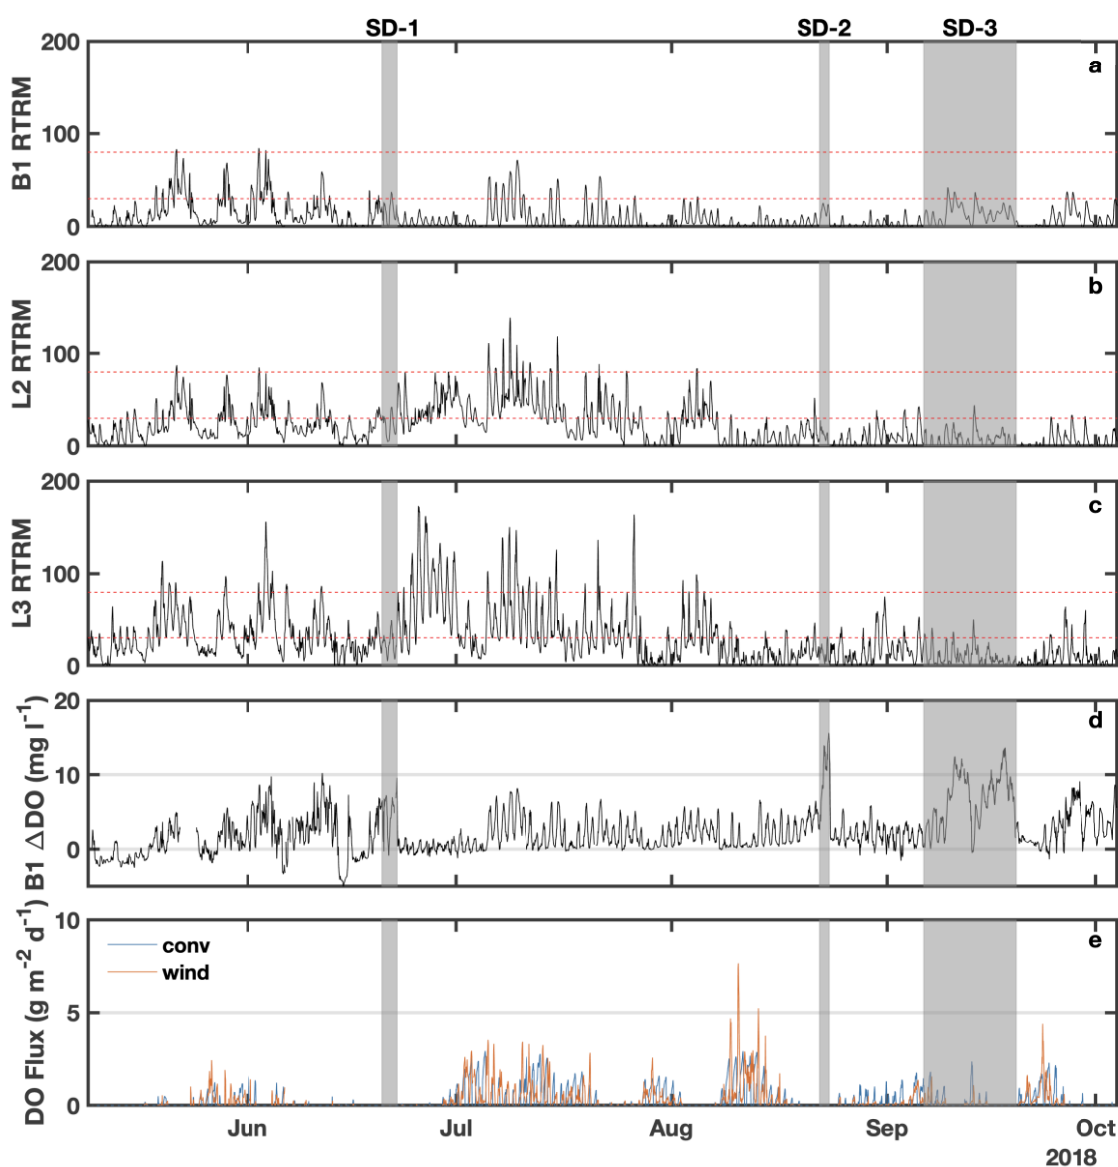 SD-1 SD-2 SD-3
200
100
0
B1 RTRM
a
200
100
0
L2 RTRM
b
200
100
0
L3 RTRM
c
20
10
0
B1 ΔDO (mg l⁻¹)
d
10
5
0
DO Flux (g m⁻² d⁻¹)
conv
wind
e
Jun Jul Aug Sep Oct
2018